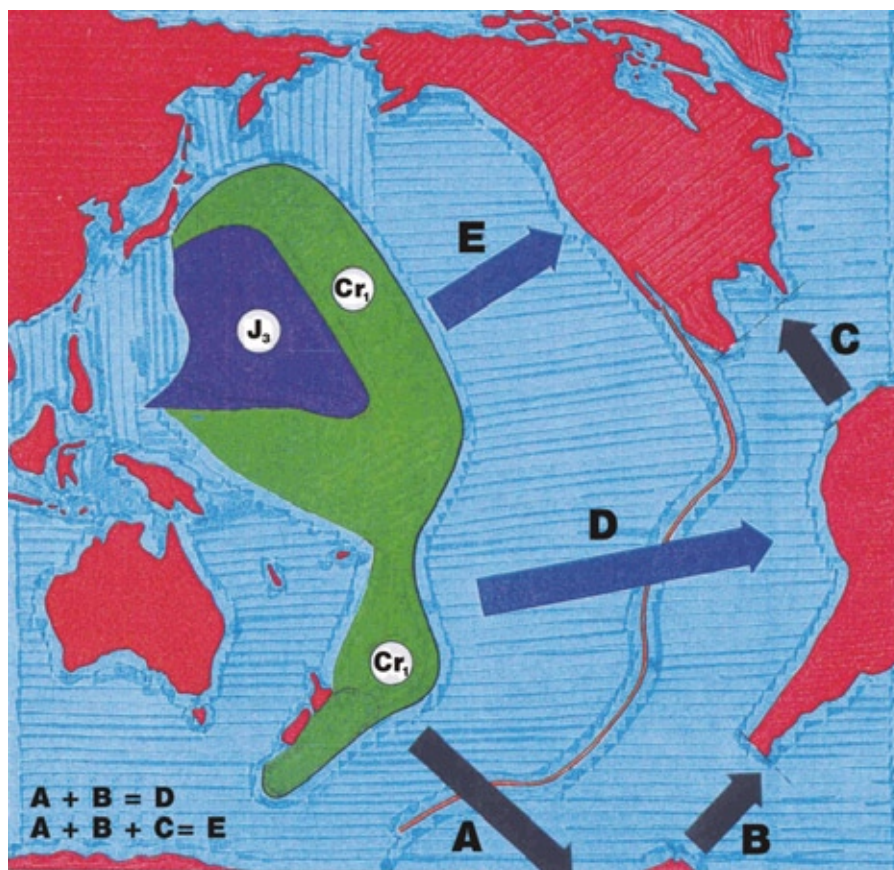 E
Cr₁
J₃
C
D
Cr₁
A + B = D
A + B + C= E
A
B